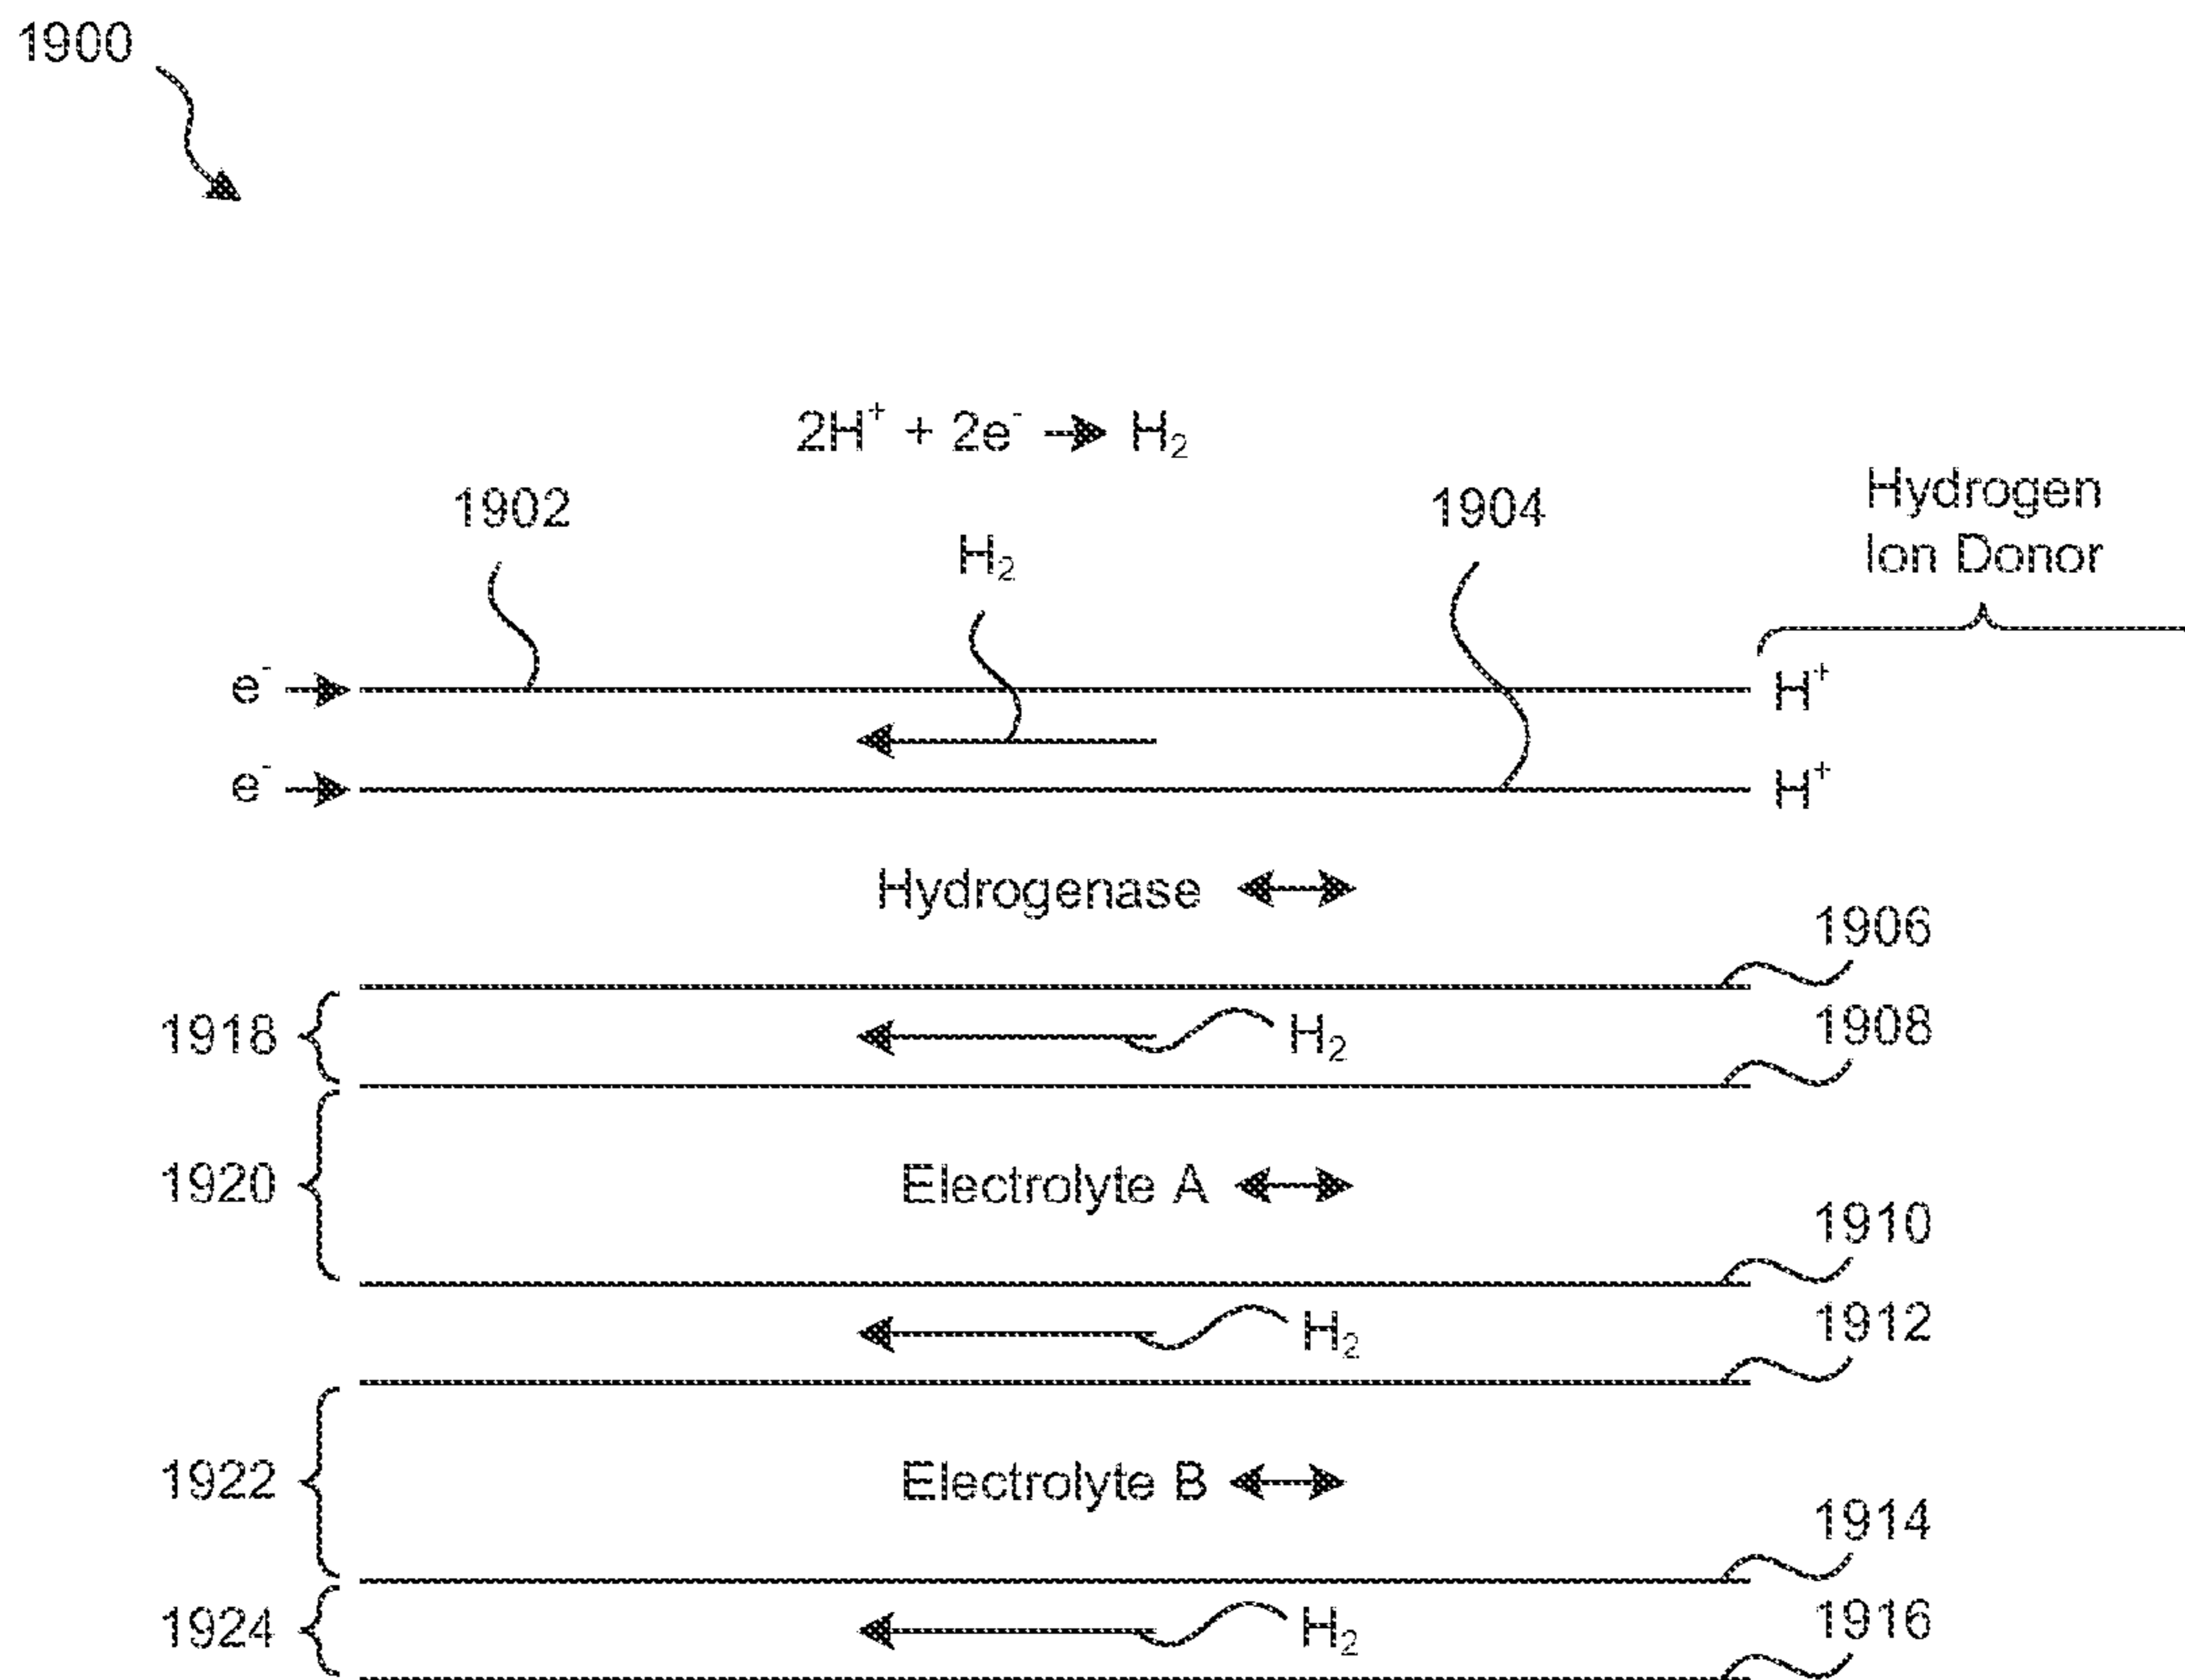 1900
2H⁺ + 2e⁻ → H₂
1902
H₂
1904
Hydrogen
Ion Donor
e⁻ H⁺
e⁻ H⁺
Hydrogenase
1906
1918
H₂
1908
1920
Electrolyte A
1910
H₂
1912
1922
Electrolyte B
1914
1924
H₂
1916